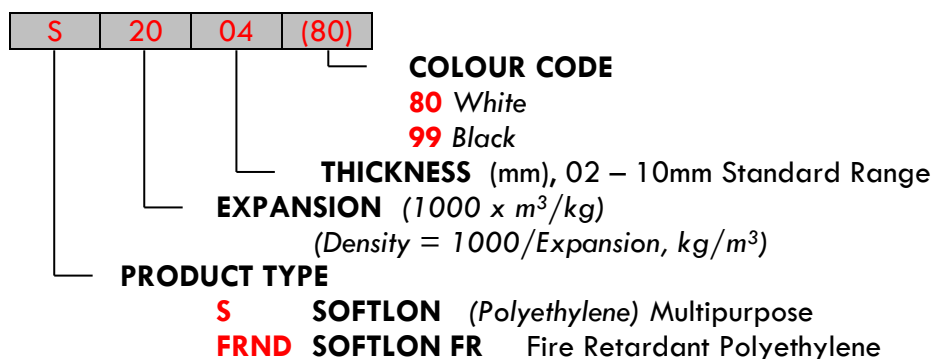 S 20 04 (80)
COLOUR CODE
80 White
99 Black
THICKNESS (mm), 02 – 10mm Standard Range
EXPANSION (1000 x m³/kg)
(Density = 1000/Expansion, kg/m³)
PRODUCT TYPE
S SOFTLON (Polyethylene) Multipurpose
FRND SOFTLON FR Fire Retardant Polyethylene